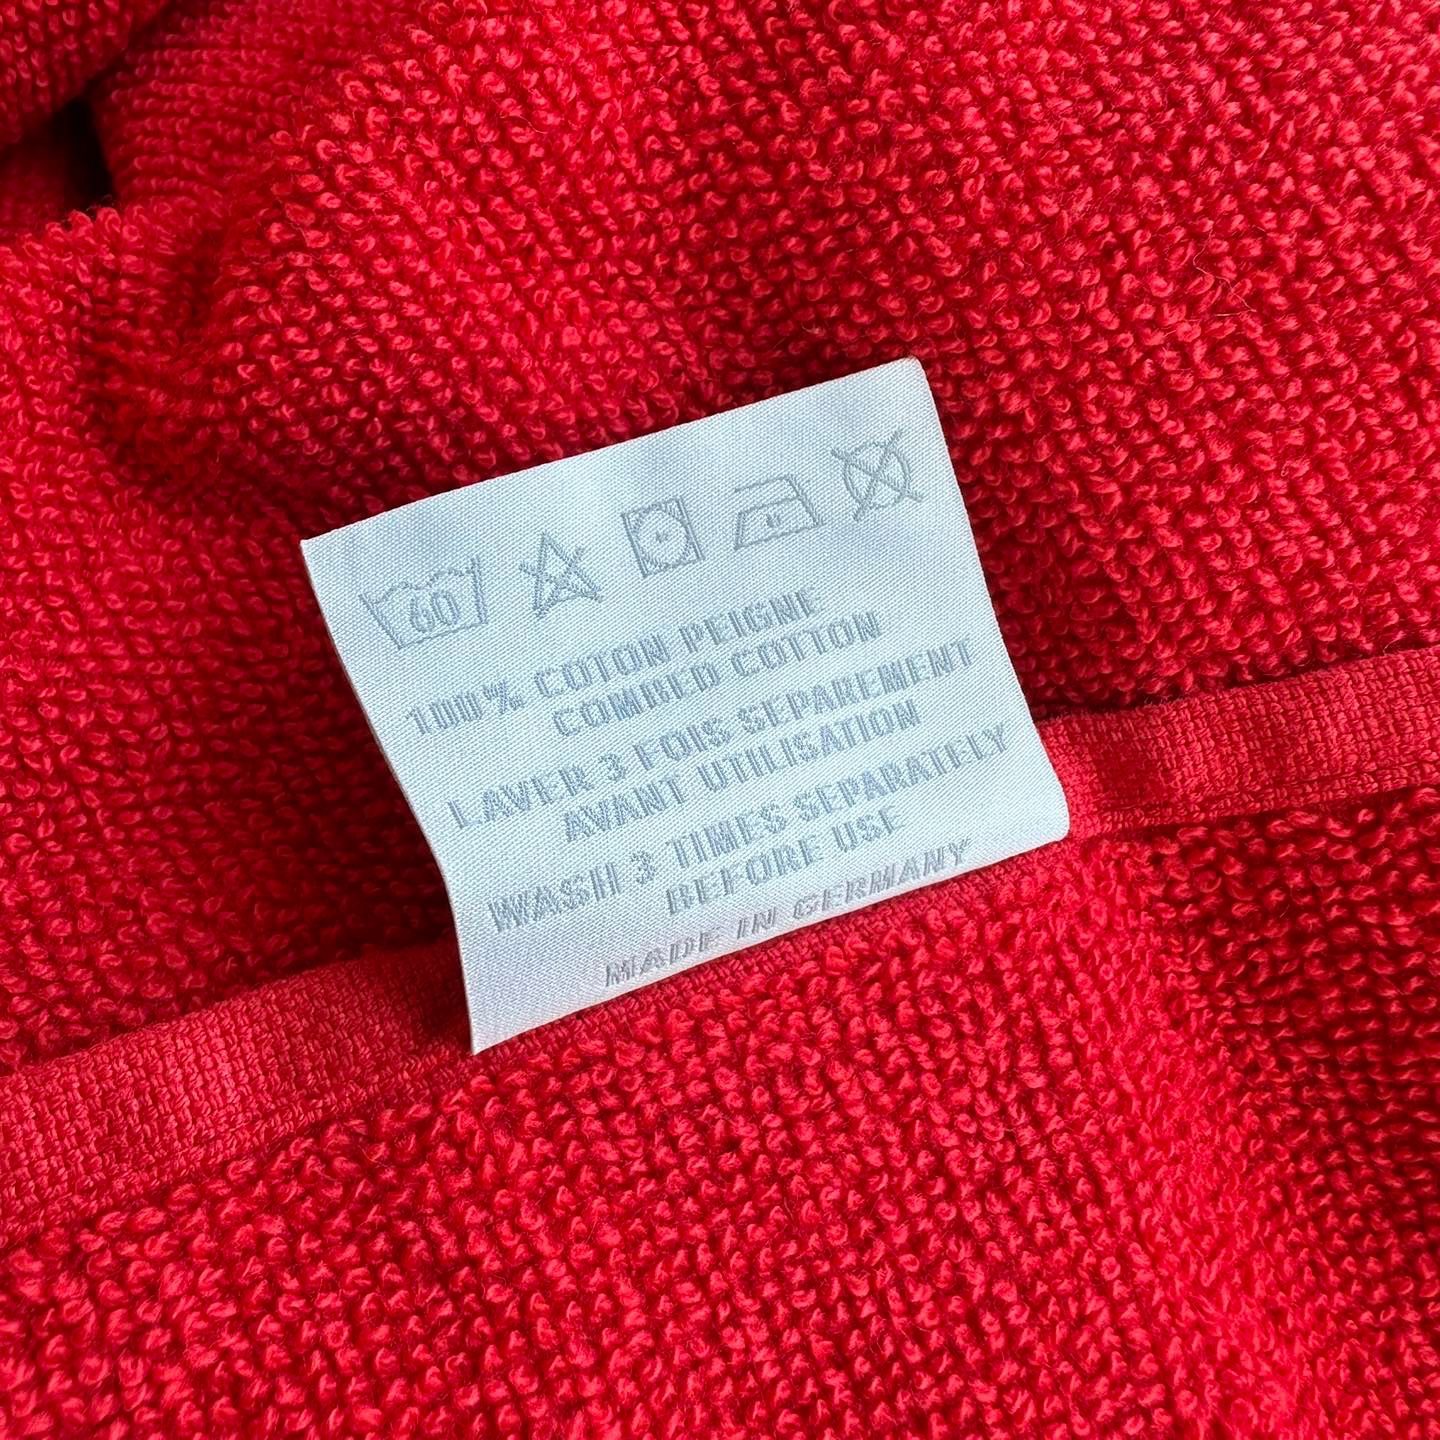 60
100% COTON PEIGNE
COMBED COTTON
LAVER 3 FOIS SEPAREMENT
AVANT UTILISATION
WASH 3 TIMES SEPARATELY
BEFORE USE
MADE IN GERMANY